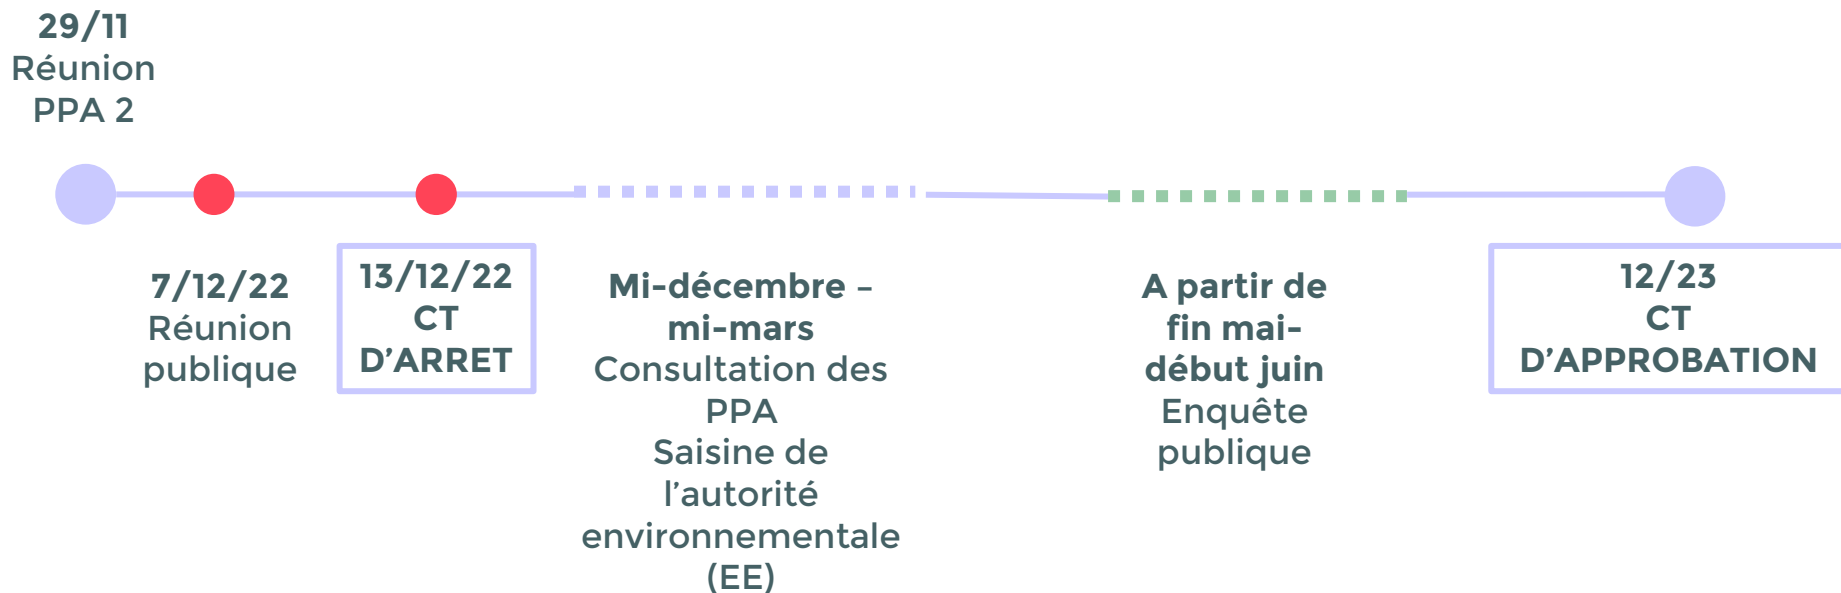 29/11
Réunion
PPA 2
7/12/22
Réunion
publique
13/12/22
CT
D’ARRET
Mi-décembre –
mi-mars
Consultation des
PPA
Saisine de
l’autorité
environnementale
(EE)
A partir de
fin mai-
début juin
Enquête
publique
12/23
CT
D’APPROBATION